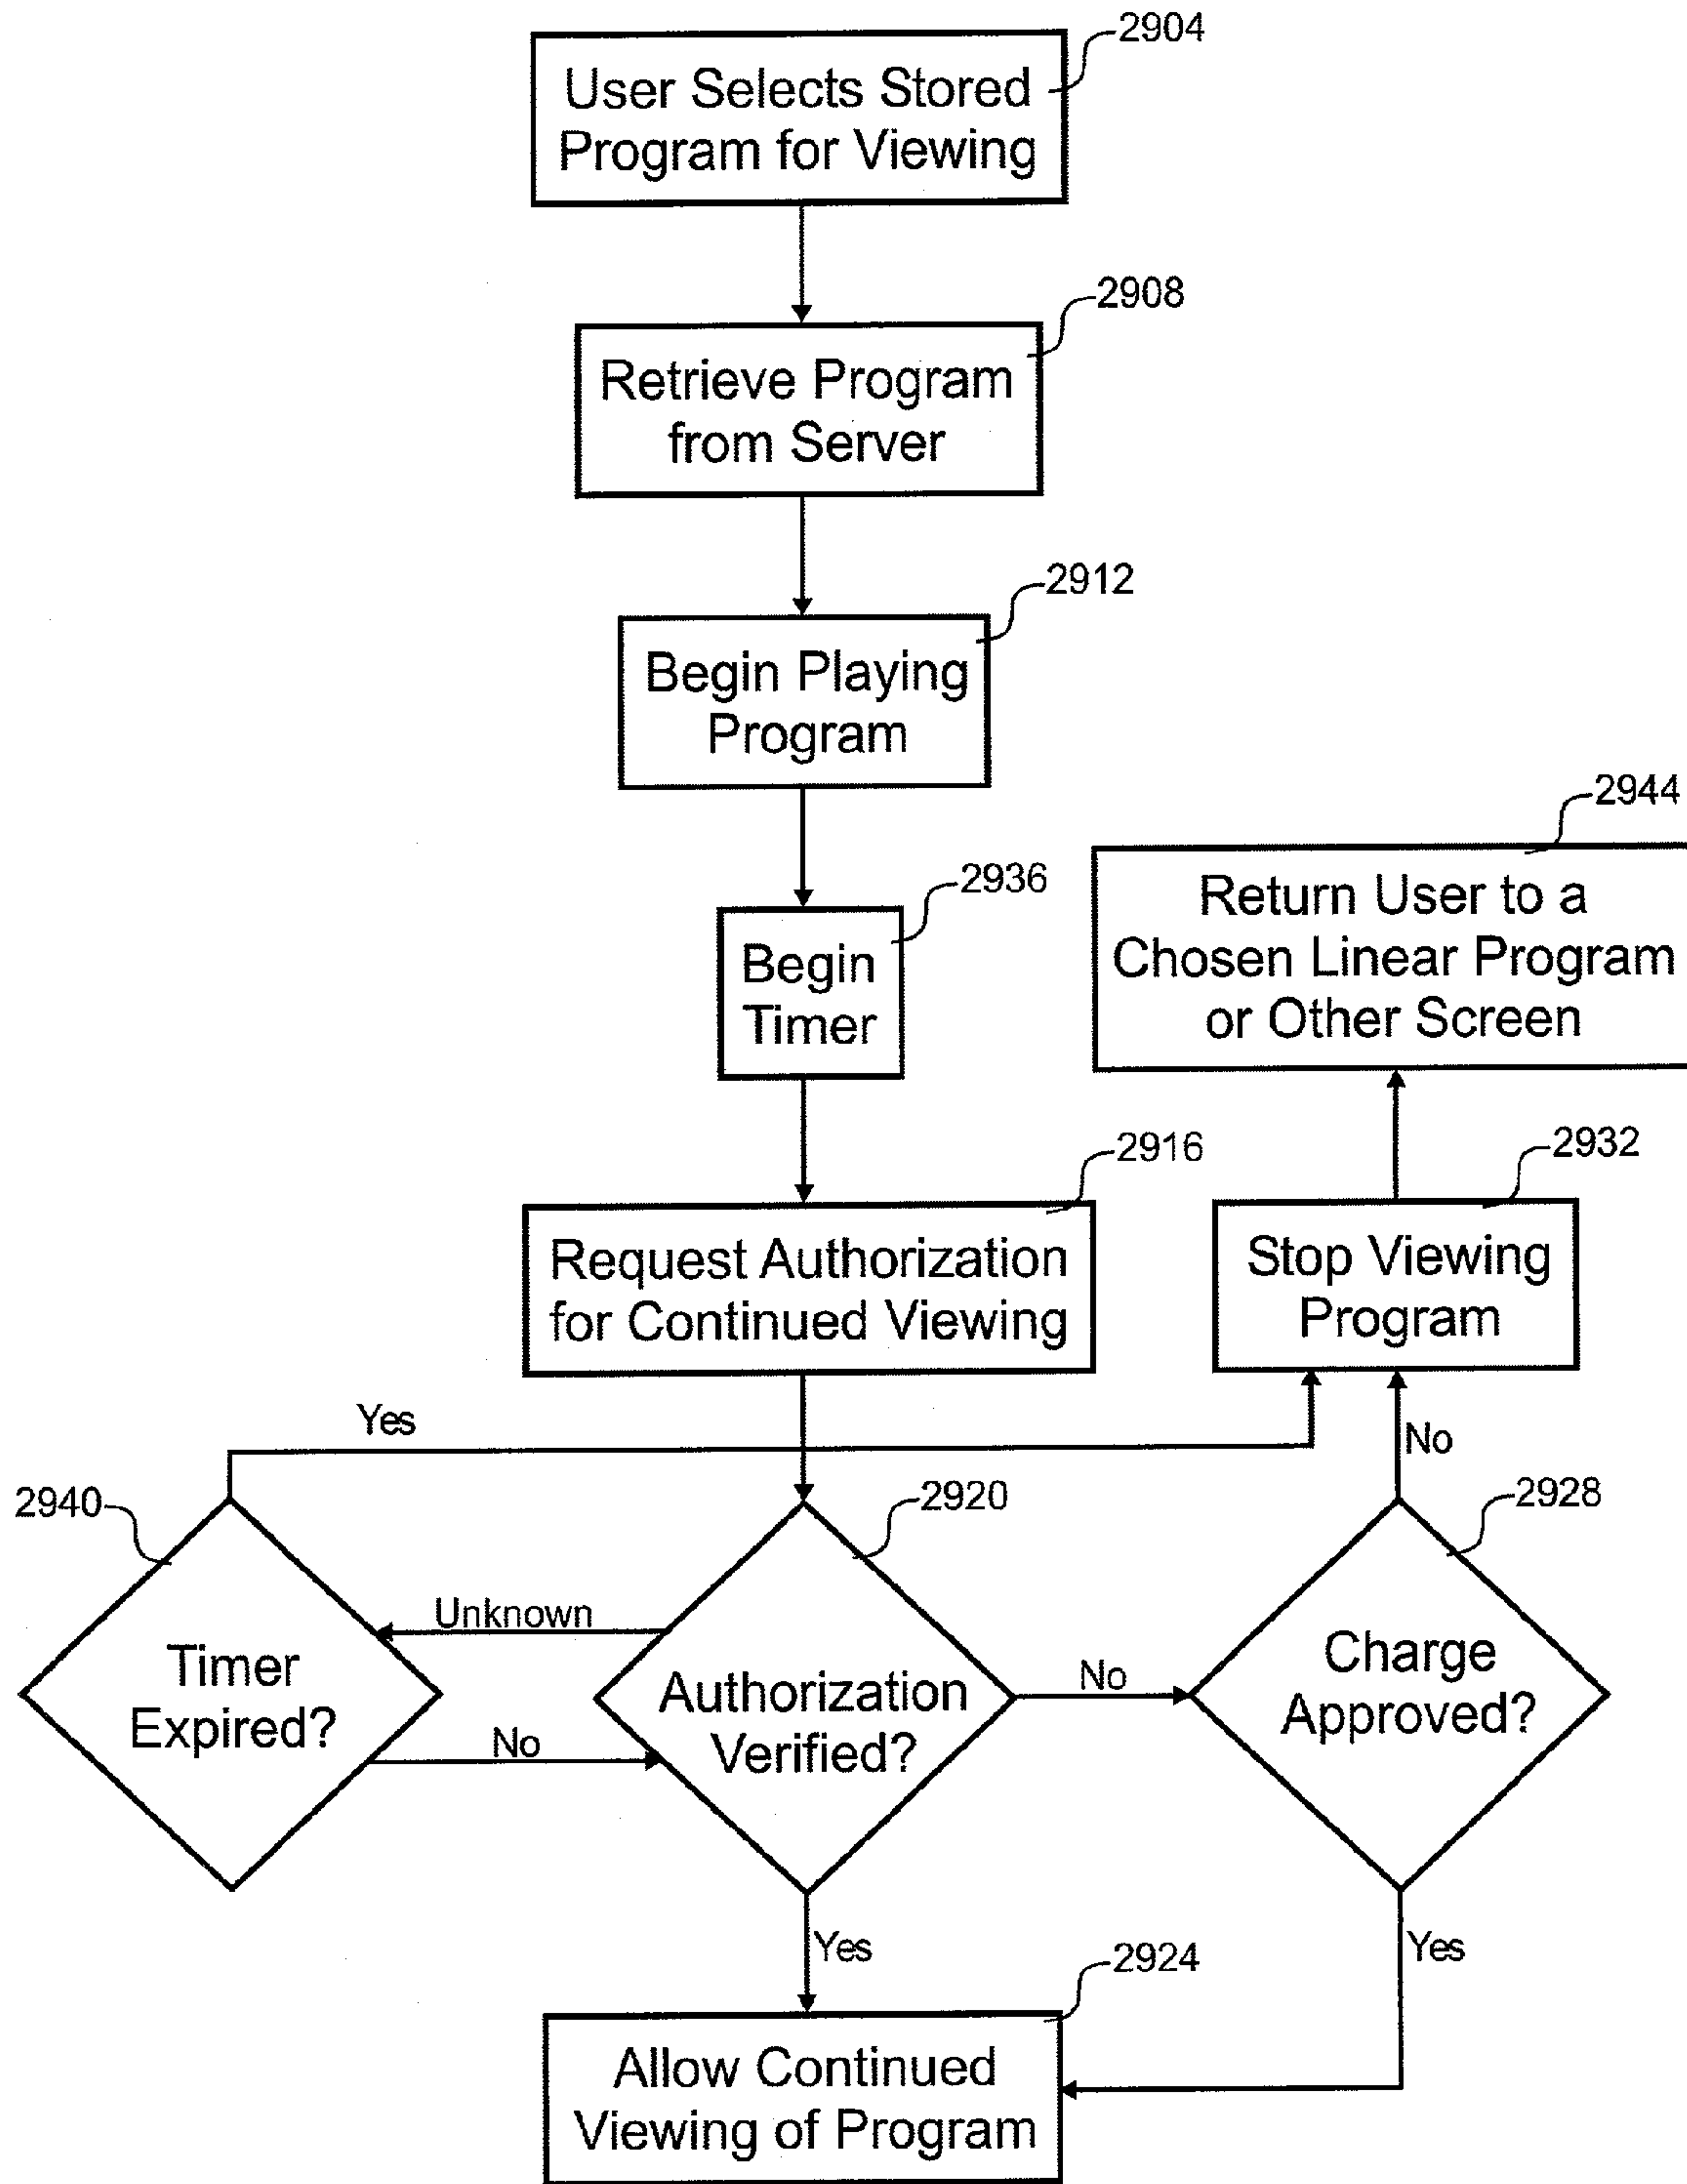 2904
User Selects Stored
Program for Viewing
2908
Retrieve Program
from Server
2912
Begin Playing
Program
2944
Return User to a
Chosen Linear Program
or Other Screen
2936
Begin
Timer
2916
Request Authorization
for Continued Viewing
2932
Stop Viewing
Program
Yes
No
2940
2920
2928
Unknown
Timer
Expired?
No
Authorization
Verified?
No
Charge
Approved?
Yes
Yes
2924
Allow Continued
Viewing of Program